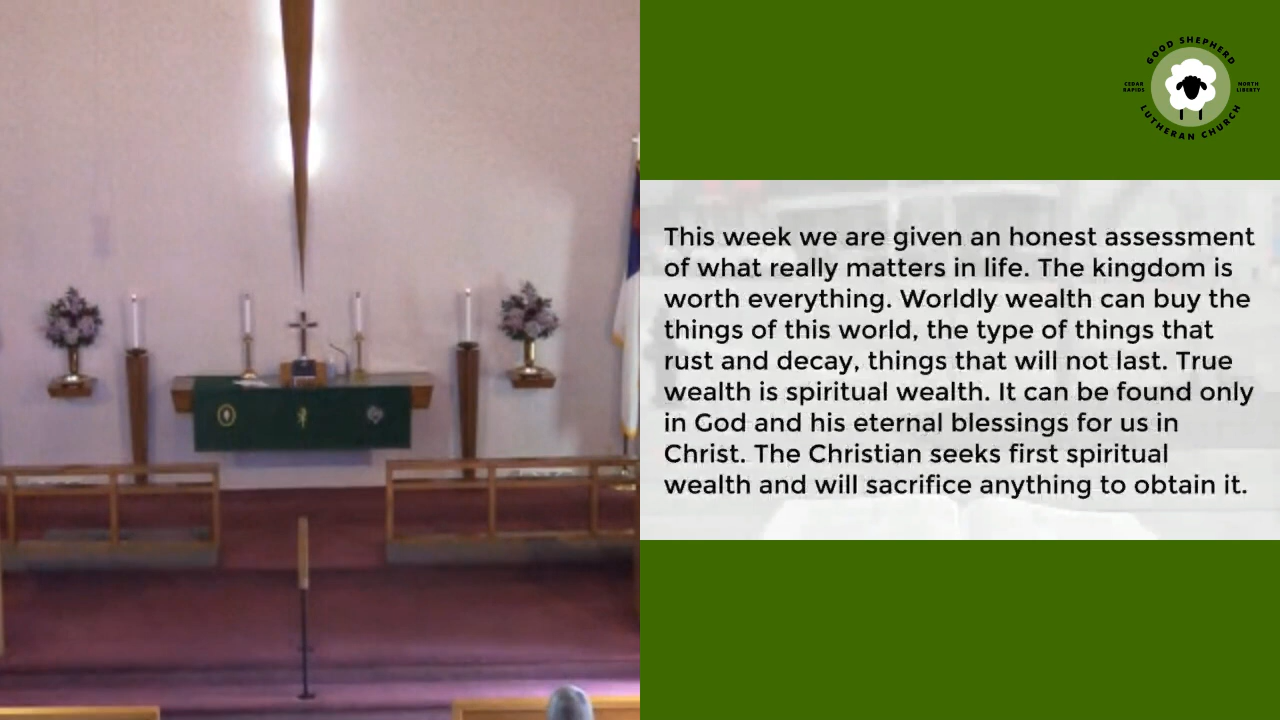 GOOD SHEPHERD
CEDAR RAPIDS
NORTH LIBERTY
LUTHERAN CHURCH
This week we are given an honest assessment
of what really matters in life. The kingdom is
worth everything. Worldly wealth can buy the
things of this world, the type of things that
rust and decay, things that will not last. True
wealth is spiritual wealth. It can be found only
in God and his eternal blessings for us in
Christ. The Christian seeks first spiritual
wealth and will sacrifice anything to obtain it.